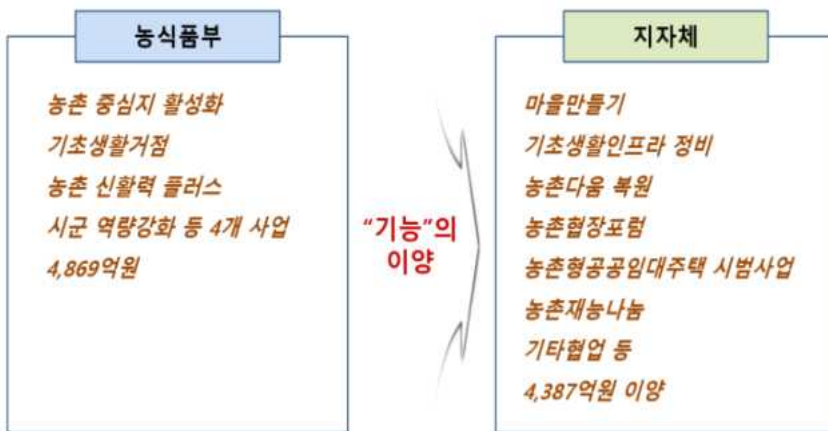 농식품부
농촌 중심지 활성화
기초생활거점
농촌 신활력 플러스
시군 역량강화 등 4개 사업
4,869억원
“기능”의
이양
지자체
마을만들기
기초생활인프라 정비
농촌다움 복원
농촌협장포럼
농촌형공공임대주택 시범사업
농촌재능나눔
기타협업 등
4,387억원 이양